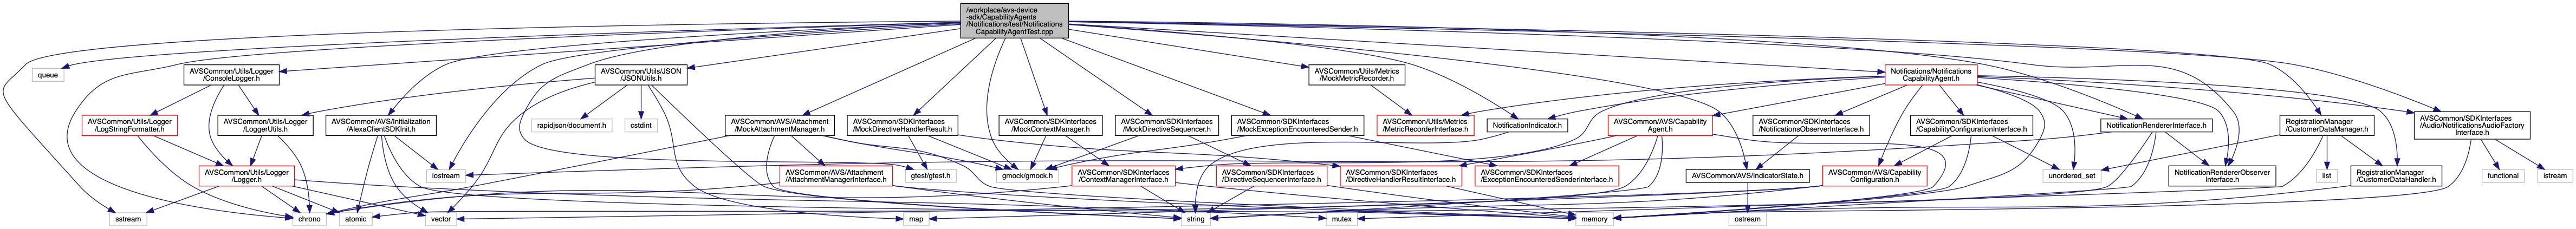 /workplace/avs-device
-sdk/CapabilityAgents
/Notifications/test/Notifications
CapabilityAgentTest.cpp
queue
AVSCommon/Utils/Logger
/ConsoleLogger.h
AVSCommon/Utils/JSON
/JSONUtils.h
AVSCommon/Utils/Metrics
/MockMetricRecorder.h
Notifications/Notifications
CapabilityAgent.h
AVSCommon/Utils/Logger
/LogStringFormatter.h
AVSCommon/Utils/Logger
/LoggerUtils.h
AVSCommon/AVS/Initialization
/AlexaClientSDKInit.h
rapidjson/document.h
cstdint
AVSCommon/AVS/Attachment
/MockAttachmentManager.h
AVSCommon/SDKInterfaces
/MockDirectiveHandlerResult.h
AVSCommon/SDKInterfaces
/MockContextManager.h
AVSCommon/SDKInterfaces
/MockDirectiveSequencer.h
AVSCommon/SDKInterfaces
/MockExceptionEncounteredSender.h
AVSCommon/Utils/Metrics
/MetricRecorderInterface.h
NotificationIndicator.h
AVSCommon/AVS/Capability
Agent.h
AVSCommon/SDKInterfaces
/NotificationsObserverInterface.h
AVSCommon/SDKInterfaces
/CapabilityConfigurationInterface.h
NotificationRendererInterface.h
RegistrationManager
/CustomerDataManager.h
AVSCommon/SDKInterfaces
/Audio/NotificationsAudioFactory
Interface.h
AVSCommon/Utils/Logger
/Logger.h
iostream
AVSCommon/AVS/Attachment
/AttachmentManagerInterface.h
gtest/gtest.h
gmock/gmock.h
AVSCommon/SDKInterfaces
/ContextManagerInterface.h
AVSCommon/SDKInterfaces
/DirectiveSequencerInterface.h
AVSCommon/SDKInterfaces
/DirectiveHandlerResultInterface.h
AVSCommon/SDKInterfaces
/ExceptionEncounteredSenderInterface.h
AVSCommon/AVS/IndicatorState.h
AVSCommon/AVS/Capability
Configuration.h
unordered_set
NotificationRendererObserver
Interface.h
list
RegistrationManager
/CustomerDataHandler.h
functional
istream
sstream
chrono
atomic
vector
map
string
mutex
memory
ostream